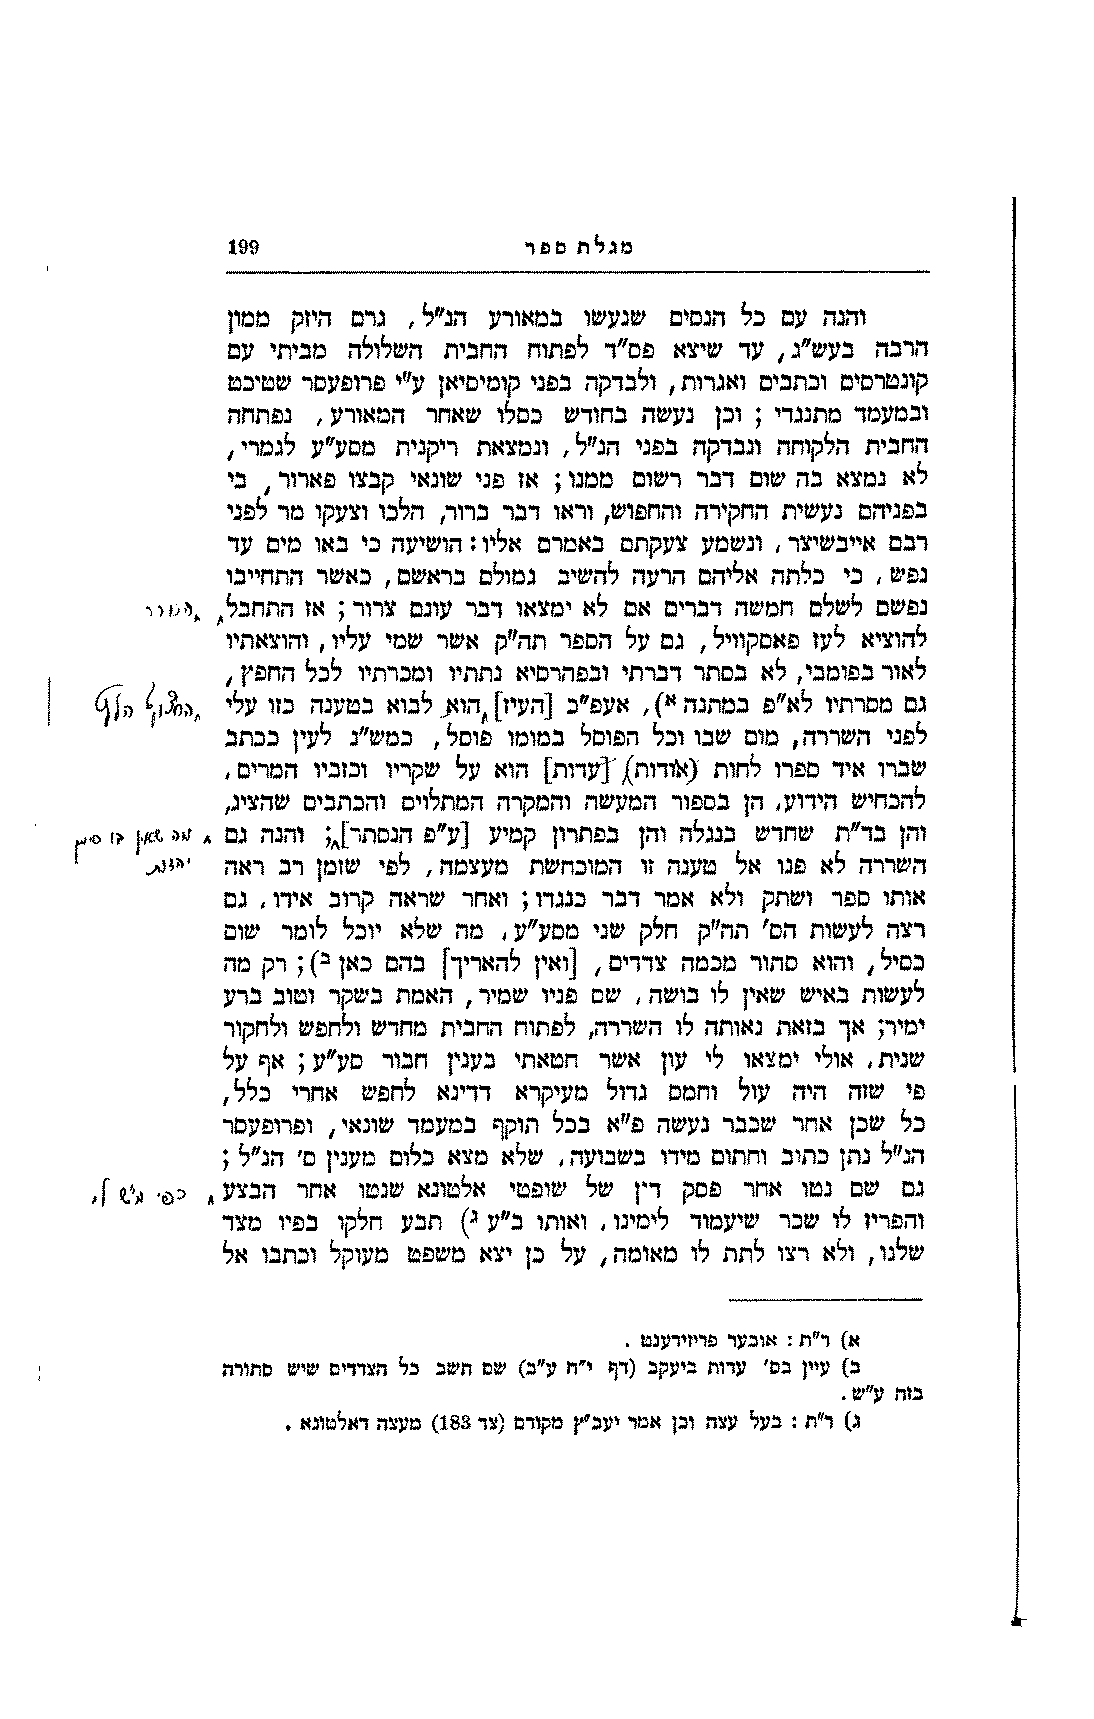 מגלת ספר 199
והנה עם כל הנסים שנעשו במאורע הנ"ל, גרם היזק ממון
הרבה בעש"נ, עד שיצא פס"ד לפתוח החבית השלולה מביתי עם
קונטרסים וכתבים ואגרות, ולבדקה בפני קומיסיאן ע"י פרופעסר שטיכט
ובמעמד מתנגדי; וכן נעשה בחודש כסלו שאחר המאורע, נפתחה
החבית הלקוחה ונבדקה בפני הנ"ל, ונמצאת ריקנית מסע"ע לגמרי,
לא נמצא בה שום דבר רשום ממנו; אז פני שונאי קבצו פארור, כי
בפניהם נעשית החקירה והחפוש, וראו דבר ברור, הלכו וצעקו מר לפני
רבם אייבשיצר, ונשמע צעקתם באמרם אליו: הושיעה כי באו מים עד
נפש, כי כלתה אליהם הרעה להשיב גמולם בראשם, כאשר התחייבו
נפשם לשלם חמשה דברים אם לא ימצאו דבר עונם צרור; אז התחבל
להוציא לעז פאסקוויל, גם על הספר תה"ק אשר שמי עליו, והוצאתיו
לאור בפומבי, לא בסתר דברתי ובפהרסיא נתתיו ומכרתיו לכל החפץ,
גם מסרתיו לא"פ במתנה א), אעפ"כ [העיז] הוא לבוא בטענה כזו עלי
לפני השררה, מום שבו וכל הפוסל במומו פוסל, כמש"נ לעין בכתב
שברו איד ספרו לחות (אודות) [עדות] הוא על שקריו וכזביו המרים,
להכחיש הידוע, הן בספור המעשה והמקרה המתלוים והכתבים שהציג,
והן בד"ת שחדש בנגלה והן בפתרון קמיע [ע"פ הנסתר]; והנה גם
השררה לא פנו אל טענה זו המוכחשת מעצמה, לפי שזמן רב ראה
אותו ספר ושתק ולא אמר דבר כנגדו; ואחר שראה קרוב אידו, גם
רצה לעשות הס' תה"ק חלק שני מסע"ע, מה שלא יוכל לומר שום
כסיל, והוא סתור מכמה צדדים, [ואין להאריך] בהם כאן ב); רק מה
לעשות באיש שאין לו בושה, שם פניו שמיר, האמת בשקר וטוב ברע
ימיר; אך בזאת נאותה לו השררה, לפתוח החבית מחדש ולחפש ולחקור
שנית, אולי ימצאו לי עון אשר חטאתי בענין חבור סע"ע; אף על
פי שזה היה עול וחמס גדול מעיקרא דדינא לחפש אחרי כלל,
כל שכן אחר שכבר נעשה פ"א בכל תוקף במעמד שונאי, ופרופעסר
הנ"ל נתן כתוב וחתום מידו בשבועה, שלא מצא כלום מענין ס' הנ"ל;
גם שם נטו אחר פסק דין של שופטי אלטונא שנטו אחר הבצע
והפריז לו שכר שיעמוד לימינו, ואותו ב"ע ג) תבע חלקו בפיו מצד
שלנו, ולא רצו לתת לו מאומה, על כן יצא משפט מעוקל וכתבו אל
א) ר"ת: אובער פריזידענט.
ב) עיין בס' עדות ביעקב (דף י"ח ע"ב) שם חשב כל הצדדים שיש סתורה
בזה ע"ש.
ג) ר"ת: בעל עצה וכן אמר יעב"ץ מקודם (צד 183) מעצה דאלטונא.
מה שאין בו סימן
יהדות